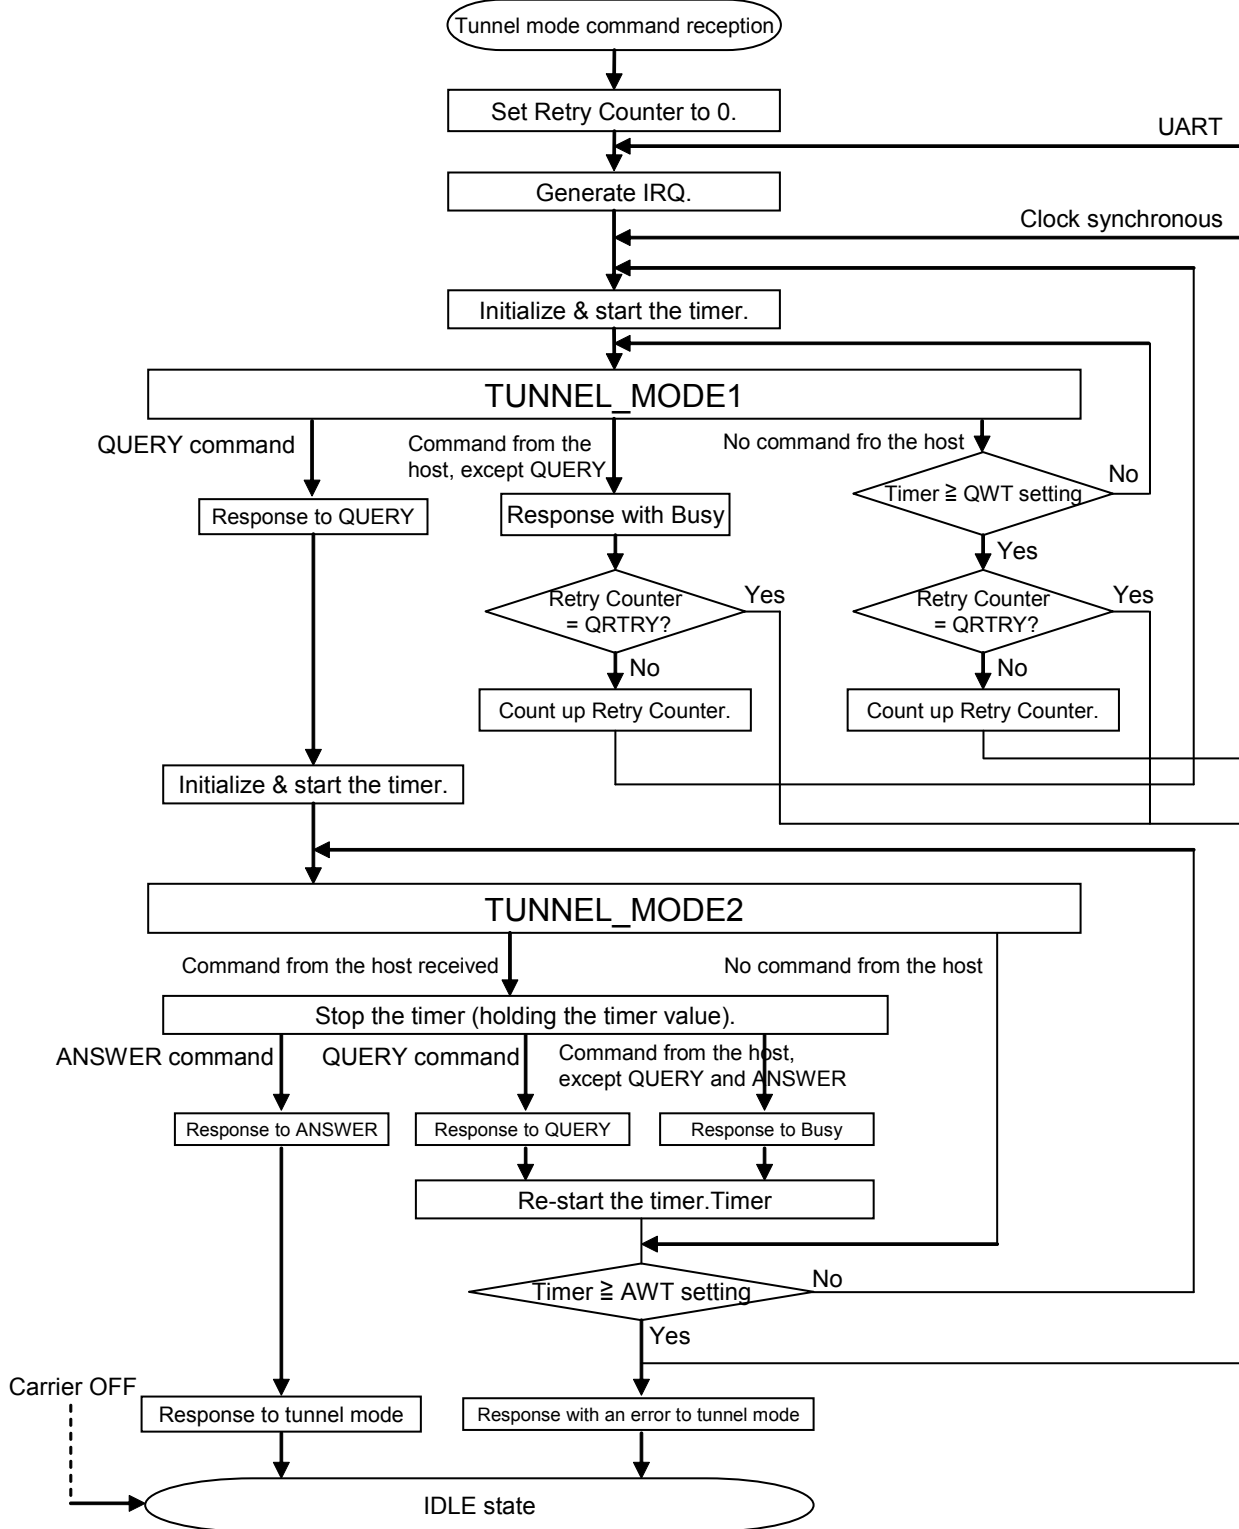 Tunnel mode command reception
Set Retry Counter to 0.
UART
Generate IRQ.
Clock synchronous
Initialize & start the timer.
TUNNEL_MODE1
QUERY command
Command from the
host, except QUERY
No command fro the host
Timer ≧ QWT setting
No
Response to QUERY
Response with Busy
Yes
Retry Counter
= QRTRY?
Yes
Retry Counter
= QRTRY?
Yes
No
No
Count up Retry Counter.
Count up Retry Counter.
Initialize & start the timer.
TUNNEL_MODE2
Command from the host received
No command from the host
Stop the timer (holding the timer value).
ANSWER command
QUERY command
Command from the host,
except QUERY and ANSWER
Response to ANSWER
Response to QUERY
Response to Busy
Re-start the timer.Timer
Timer ≧ AWT setting
No
Yes
Carrier OFF
Response to tunnel mode
Response with an error to tunnel mode
IDLE state